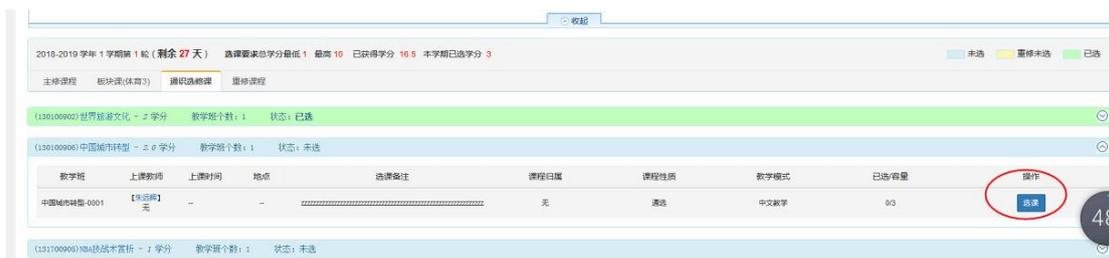 收起
2018-2019 学年 1 学期第 1 轮 (剩余 27 天) 选课要求总学分最低 1 最高 10 已获得学分 16.5 本学期已选学分 3 未选 重修未选 已选
主修课程 板块课(体育3) 通识选修课 重修课程
(130100902)世界旅游文化 - 2 学分 教学班个数: 1 状态: 已选
(130100906)中国城市转型 - 2.0 学分 教学班个数: 1 状态: 未选
教学班 上课教师 上课时间 地点 选课备注 课程归属 课程性质 教学模式 已选/容量 操作
中国城市转型-0001 【朱远辉】 -- -- 无 通选 中文教学 0/3 选课
无
48
(131700906)NBA技战术赏析 - 1 学分 教学班个数: 1 状态: 未选